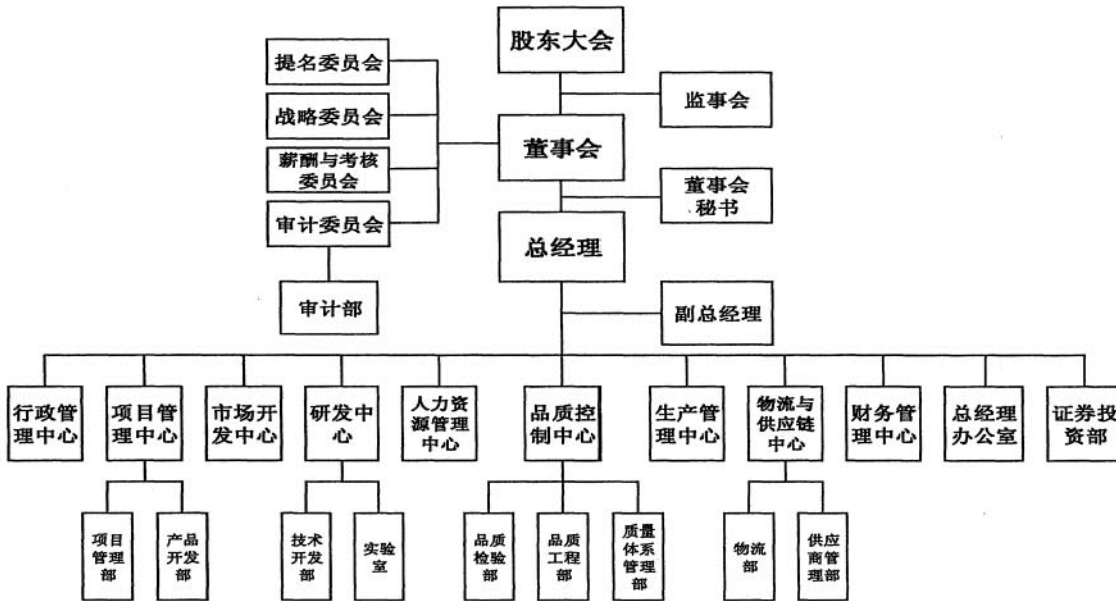 股东大会
提名委员会
监事会
战略委员会
董事会
薪酬与考核
委员会
董事会
秘书
审计委员会
总经理
审计部
副总经理
行政管
理中心
项目管
理中心
市场开
发中心
研发中
心
人力资
源管理
中心
品质控
制中心
生产管
理中心
物流与
供应链
中心
财务管
理中心
总经理
办公室
证券投
资部
项目
管理
部
产品
开发
部
技术
开发
部
实验
室
品质
检验
部
品质
工程
部
质量
体系
管理
部
物流
部
供应
商管
理部